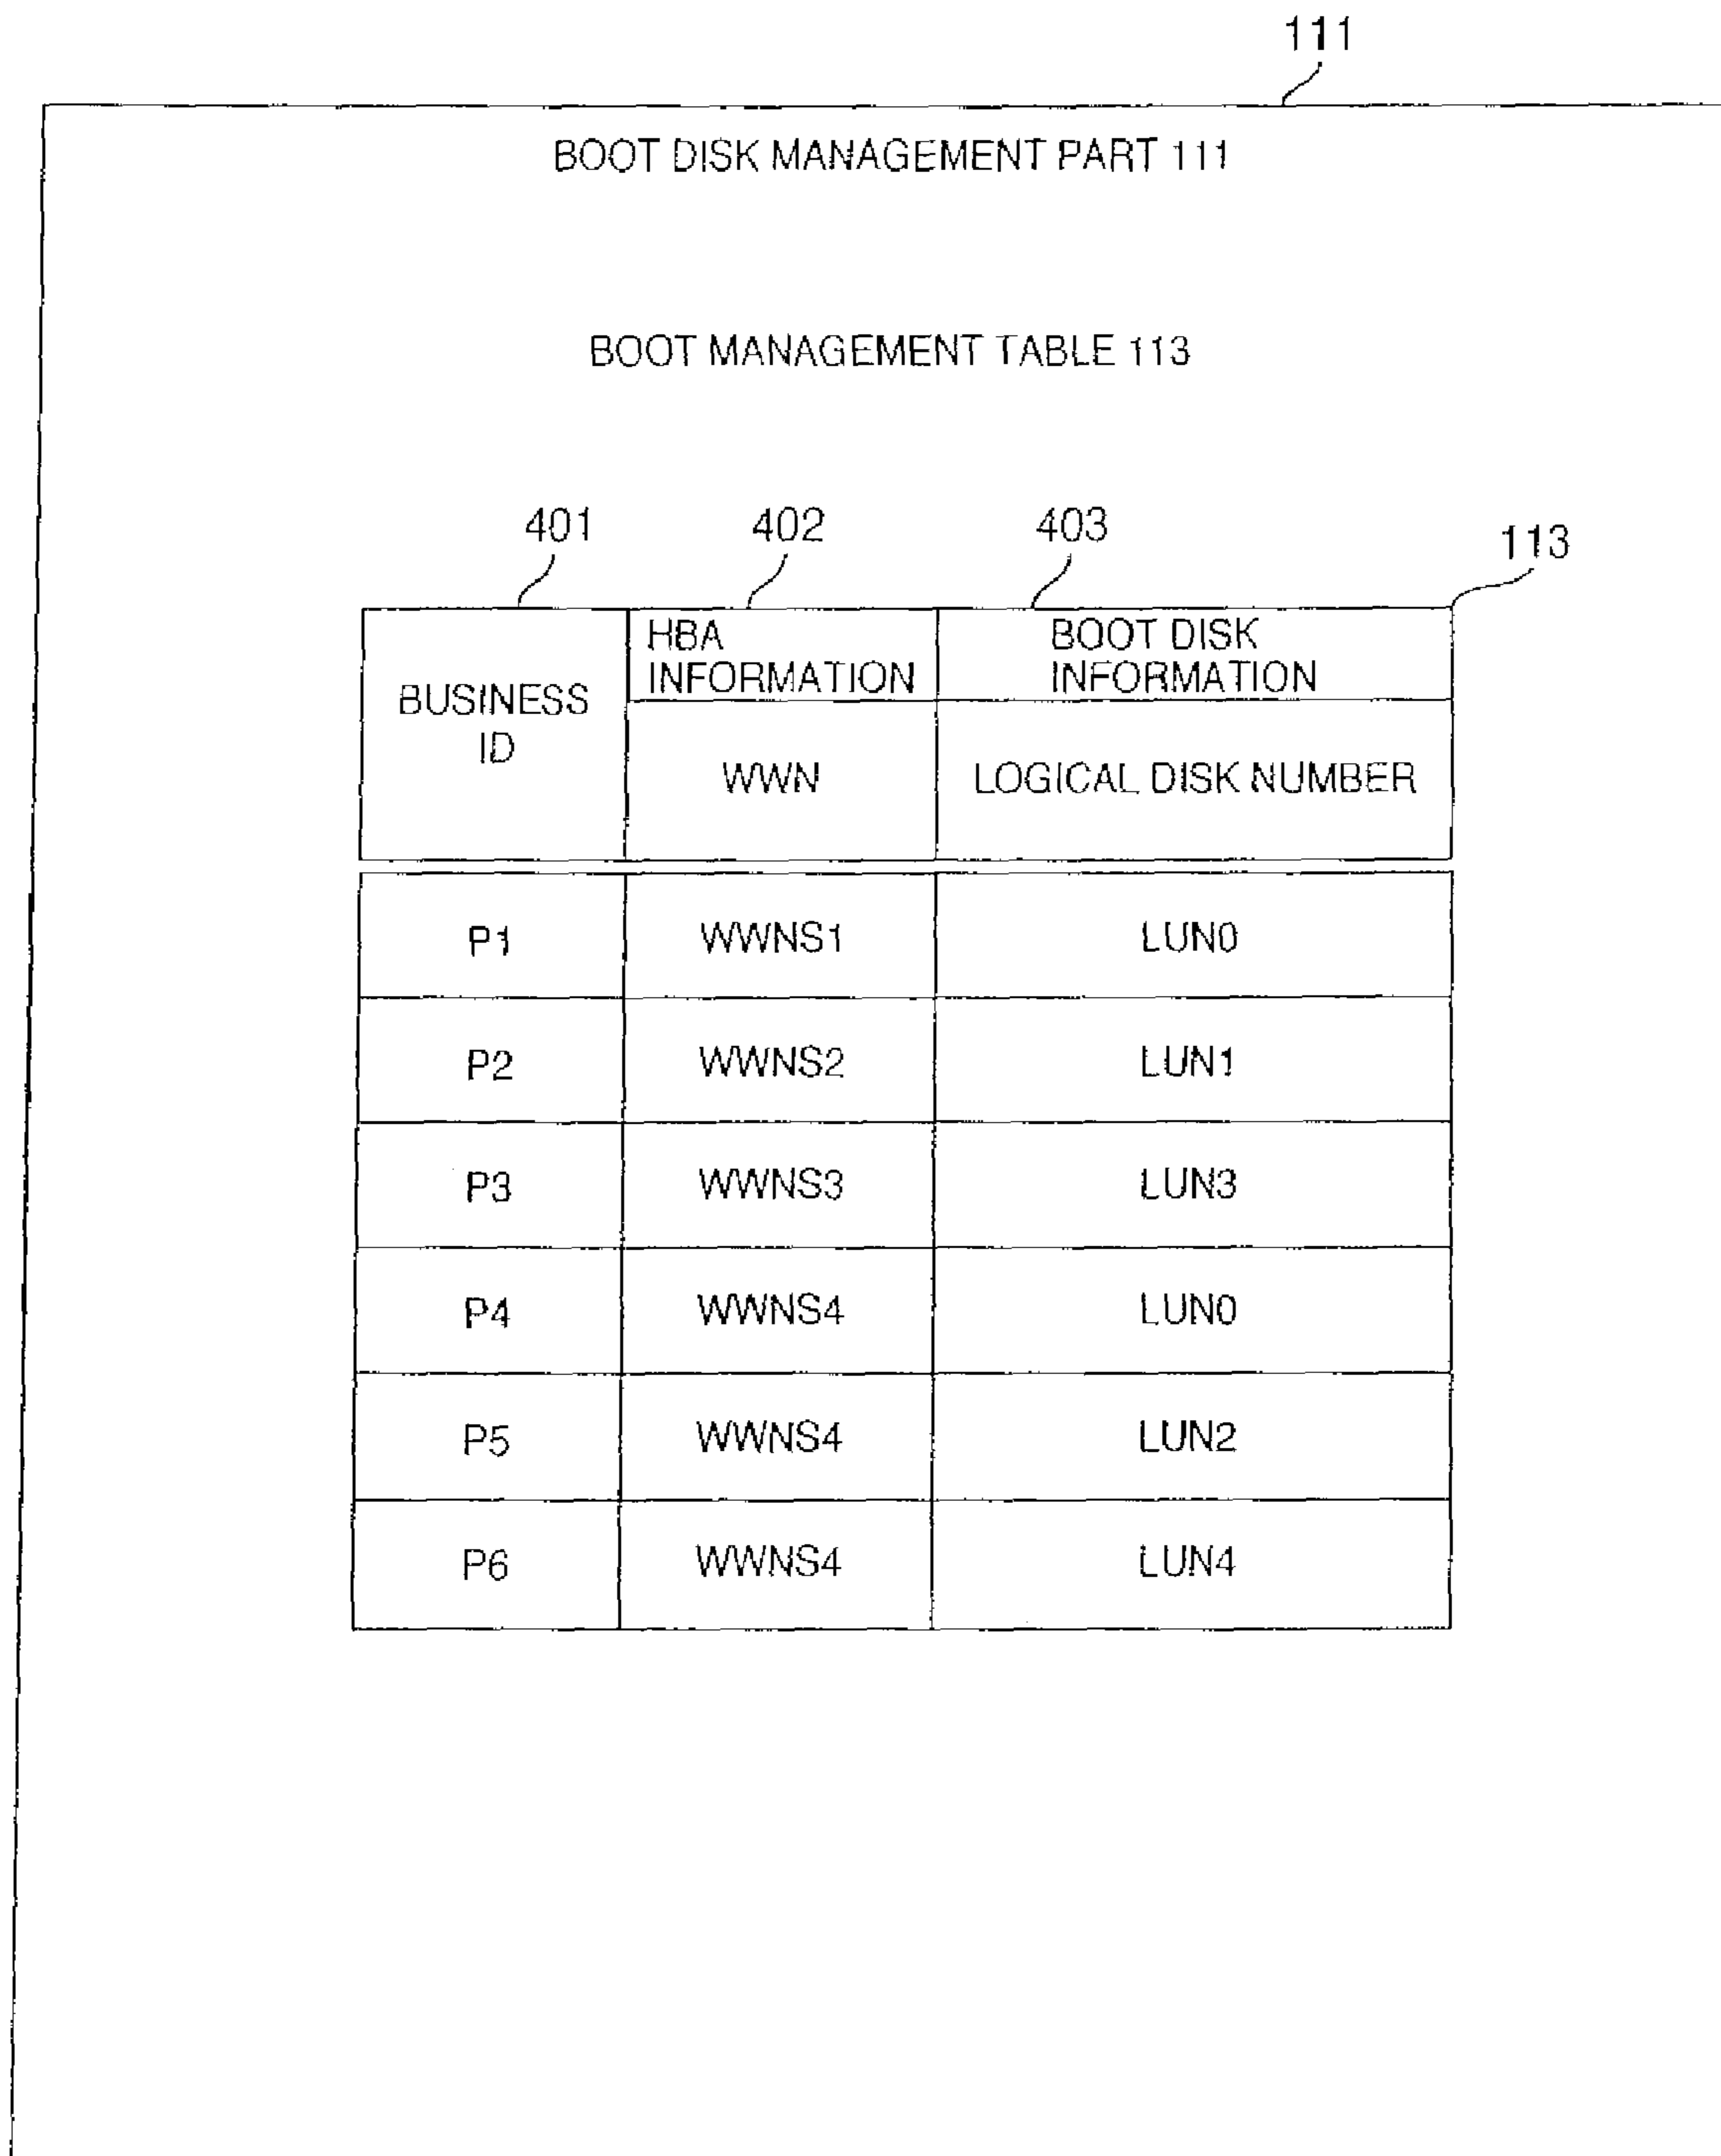 111
BOOT DISK MANAGEMENT PART 111
BOOT MANAGEMENT TABLE 113
401 402 403 113
BUSINESS
ID
HBA
INFORMATION
BOOT DISK
INFORMATION
WWN
LOGICAL DISK NUMBER
P1 WWNS1 LUN0
P2 WWNS2 LUN1
P3 WWNS3 LUN3
P4 WWNS4 LUN0
P5 WWNS4 LUN2
P6 WWNS4 LUN4